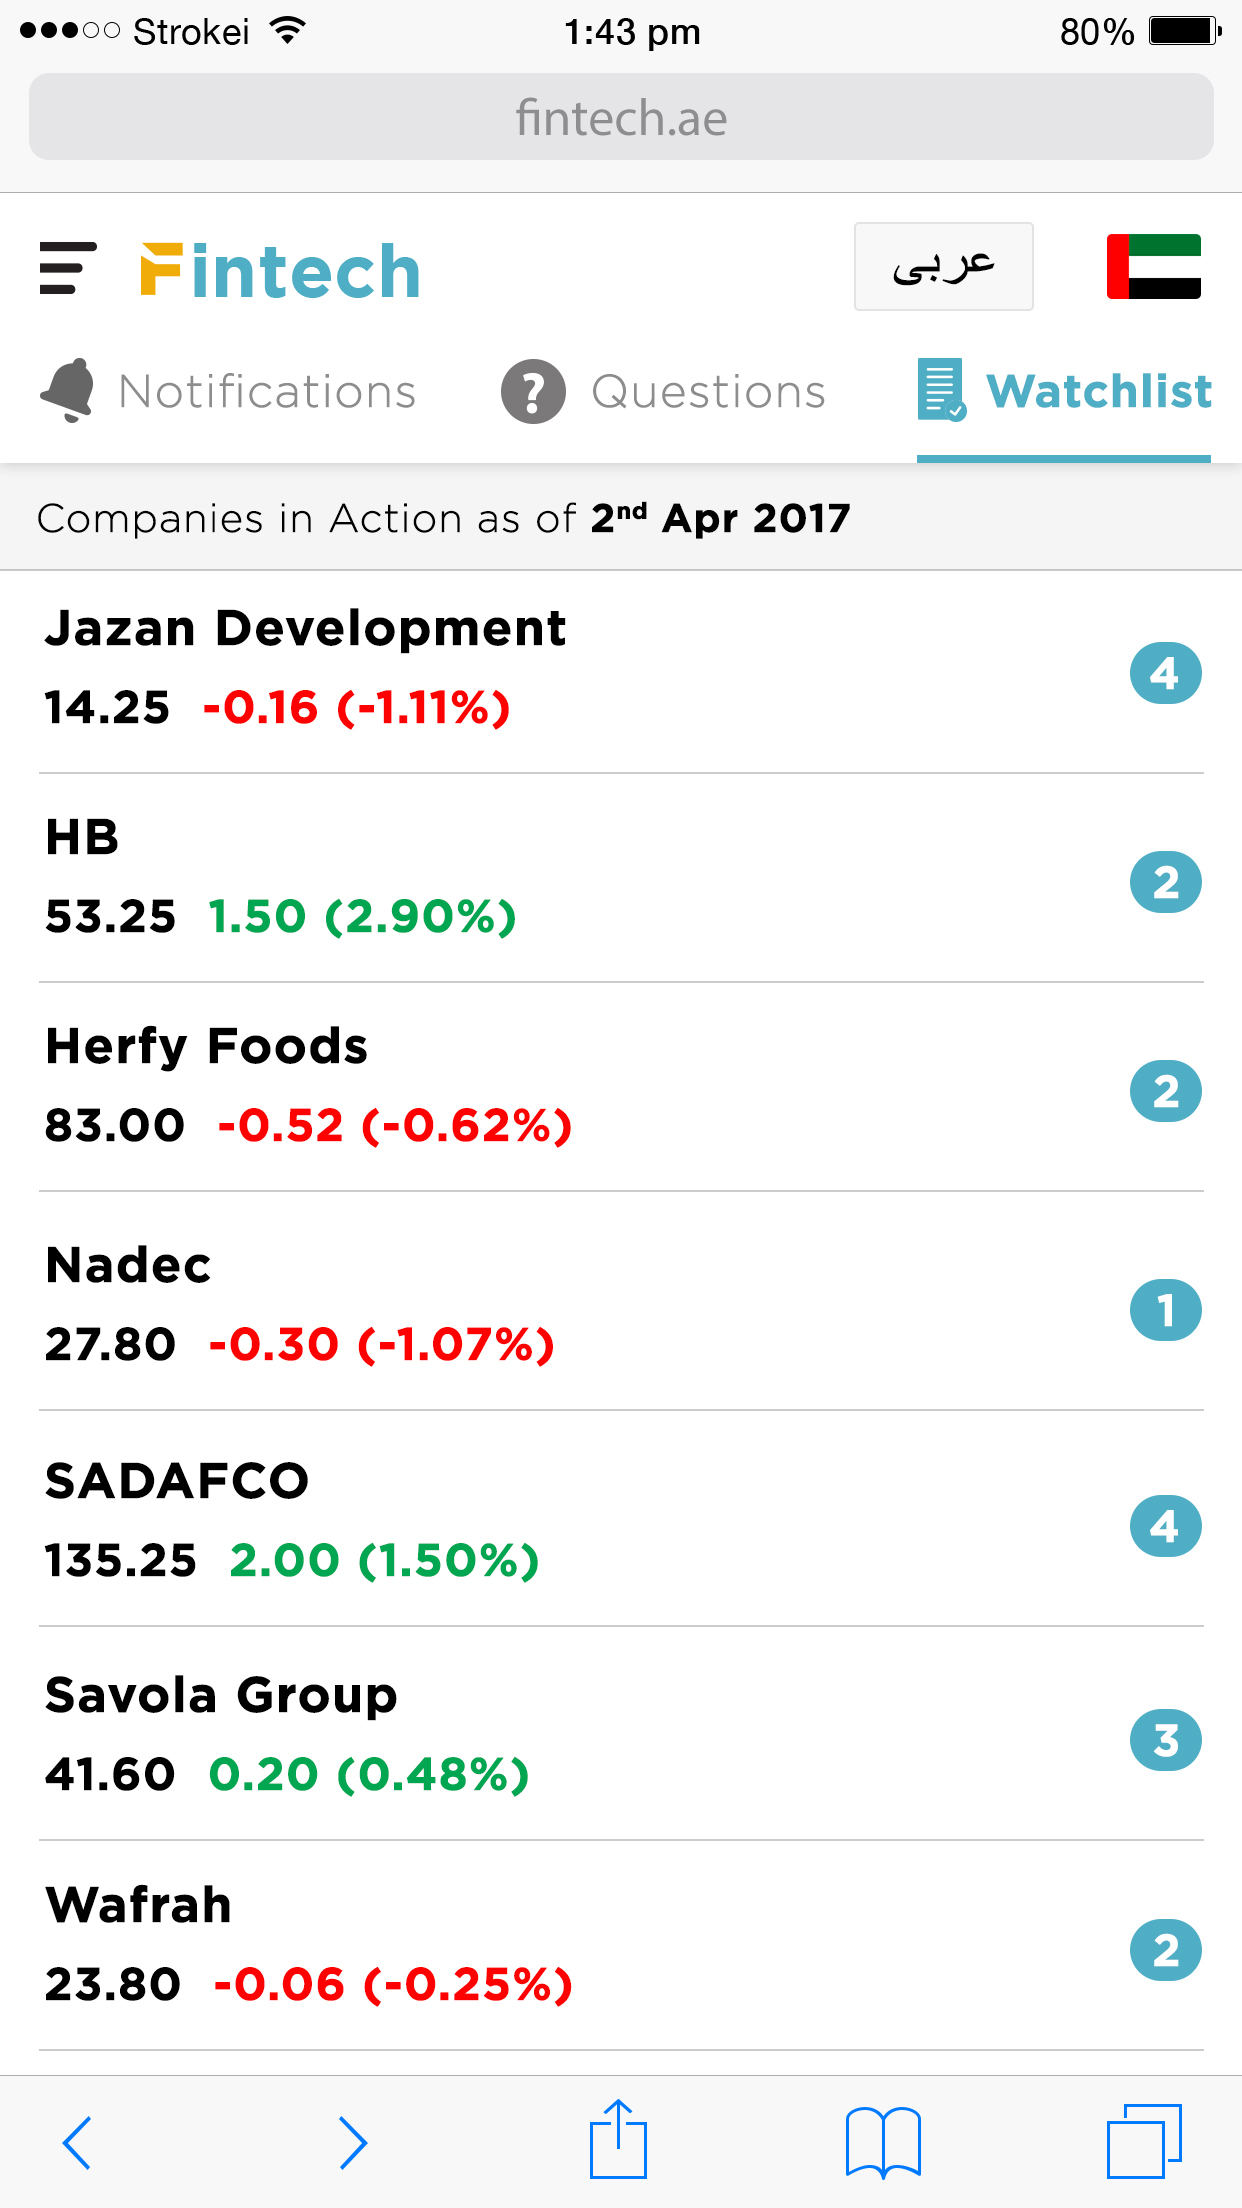 Strokei 1:43 pm 80%
fintech.ae
Fintech عربى
Notifications ? Questions Watchlist
Companies in Action as of 2nd Apr 2017
Jazan Development
14.25 -0.16 (-1.11%) 4
HB
53.25 1.50 (2.90%) 2
Herfy Foods
83.00 -0.52 (-0.62%) 2
Nadec
27.80 -0.30 (-1.07%) 1
SADAFCO
135.25 2.00 (1.50%) 4
Savola Group
41.60 0.20 (0.48%) 3
Wafrah
23.80 -0.06 (-0.25%) 2